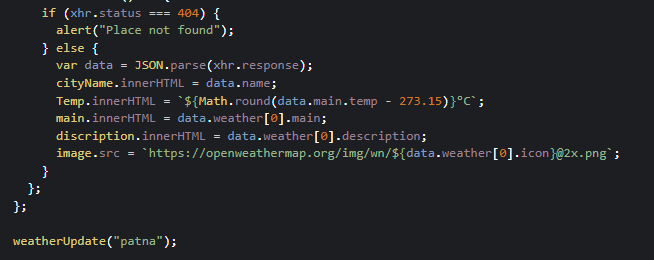 if (xhr.status === 404) {
alert("Place not found");
} else {
var data = JSON.parse(xhr.response);
cityName.innerHTML = data.name;
Temp.innerHTML = `${Math.round(data.main.temp - 273.15)}°C`;
main.innerHTML = data.weather[0].main;
discription.innerHTML = data.weather[0].description;
image.src = `https://openweathermap.org/img/wn/${data.weather[0].icon}@2x.png`;
}
};
};
weatherUpdate("patna");